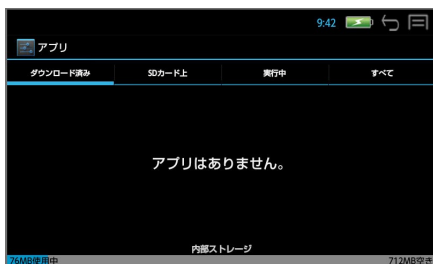 9:42
アプリ
ダウンロード済み SDカード上 実行中 すべて
アプリはありません。
内部ストレージ
76MB使用中 712MB空き